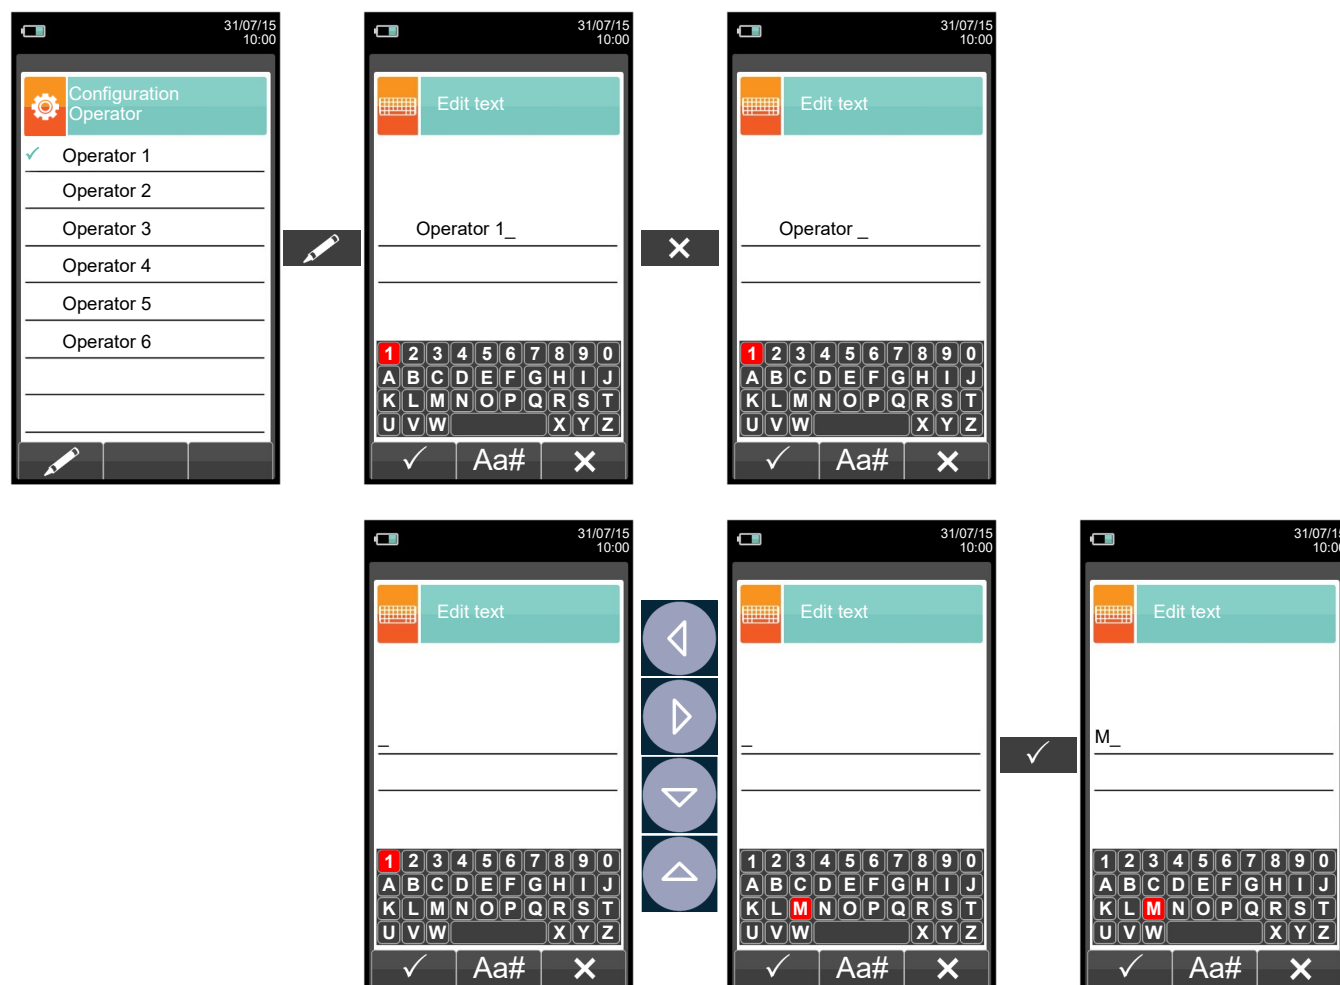 31/07/15
10:00
Configuration
Operator
Operator 1
Operator 2
Operator 3
Operator 4
Operator 5
Operator 6
31/07/15
10:00
Edit text
Operator 1_
1 2 3 4 5 6 7 8 9 0
A B C D E F G H I J
K L M N O P Q R S T
U V W X Y Z
Aa#
31/07/15
10:00
Edit text
Operator _
1 2 3 4 5 6 7 8 9 0
A B C D E F G H I J
K L M N O P Q R S T
U V W X Y Z
Aa#
31/07/15
10:00
Edit text
_
1 2 3 4 5 6 7 8 9 0
A B C D E F G H I J
K L M N O P Q R S T
U V W X Y Z
Aa#
31/07/15
10:00
Edit text
_
1 2 3 4 5 6 7 8 9 0
A B C D E F G H I J
K L M N O P Q R S T
U V W X Y Z
Aa#
31/07/15
10:00
Edit text
M_
1 2 3 4 5 6 7 8 9 0
A B C D E F G H I J
K L M N O P Q R S T
U V W X Y Z
Aa#